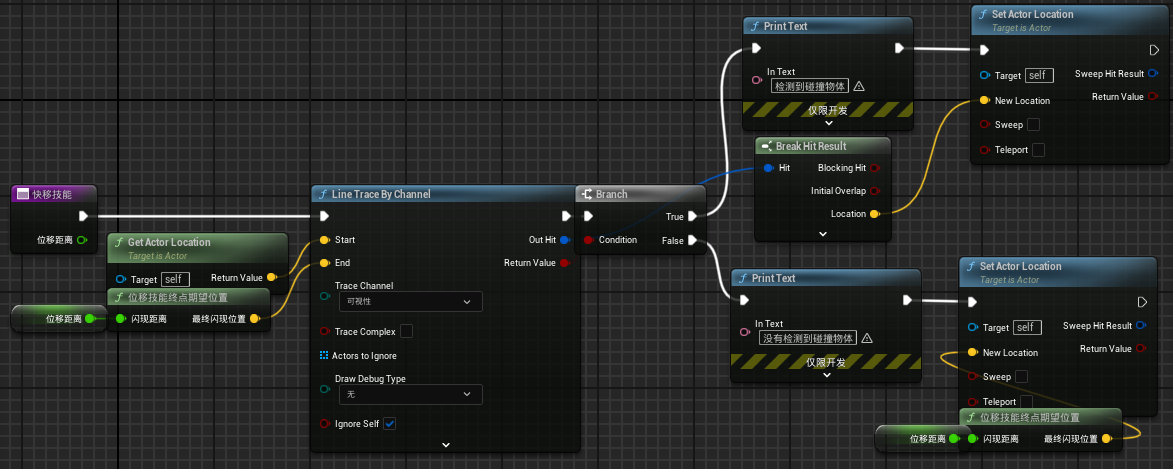 快移技能
位移距离
Get Actor Location
Target is Actor
Target
self
Return Value
位移距离
位移技能终点期望位置
闪现距离
最终闪现位置
Line Trace By Channel
Start
Out Hit
End
Return Value
Trace Channel
可视性
Trace Complex
Actors to Ignore
Draw Debug Type
无
Ignore Self
Branch
True
Condition
False
Print Text
In Text
检测到碰撞物体
仅限开发
Break Hit Result
Hit
Blocking Hit
Initial Overlap
Location
Set Actor Location
Target is Actor
Target
self
Sweep Hit Result
New Location
Return Value
Sweep
Teleport
Print Text
In Text
没有检测到碰撞物体
仅限开发
Set Actor Location
Target is Actor
Target
self
Sweep Hit Result
New Location
Return Value
Sweep
Teleport
位移技能终点期望位置
位移距离
闪现距离
最终闪现位置